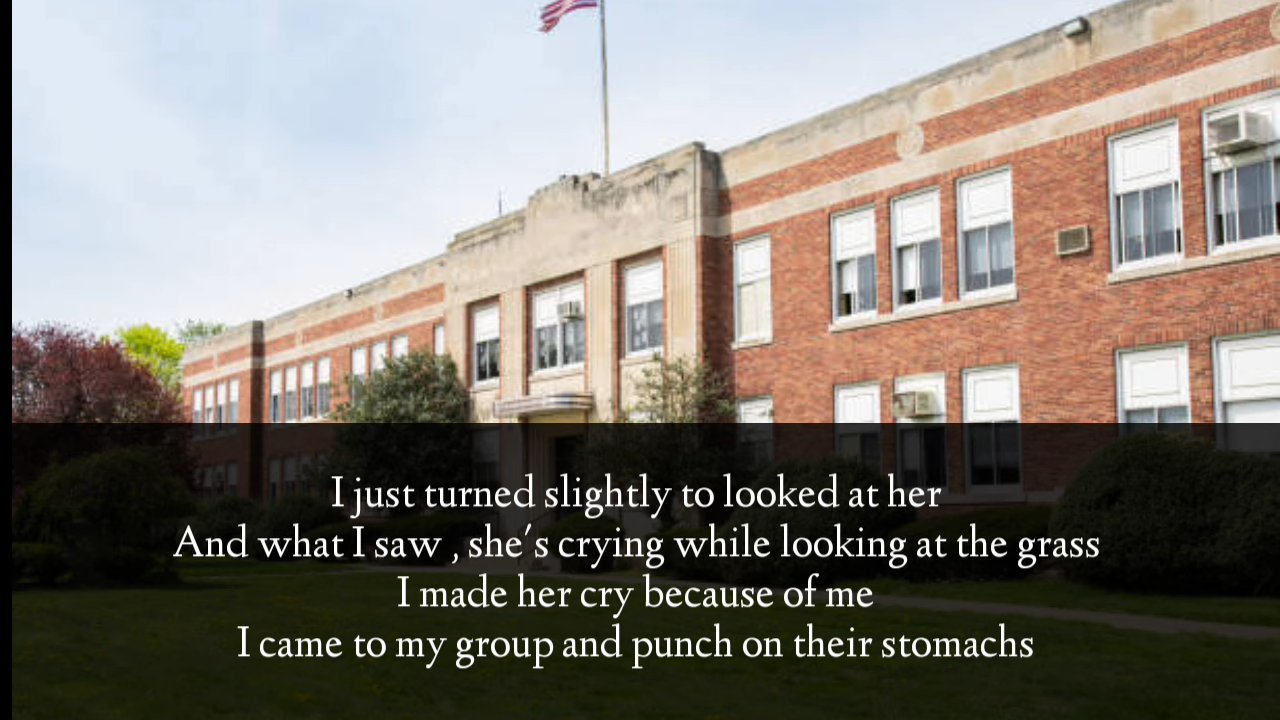 I just turned slightly to looked at her
And what I saw , she's crying while looking at the grass
I made her cry because of me
I came to my group and punch on their stomachs